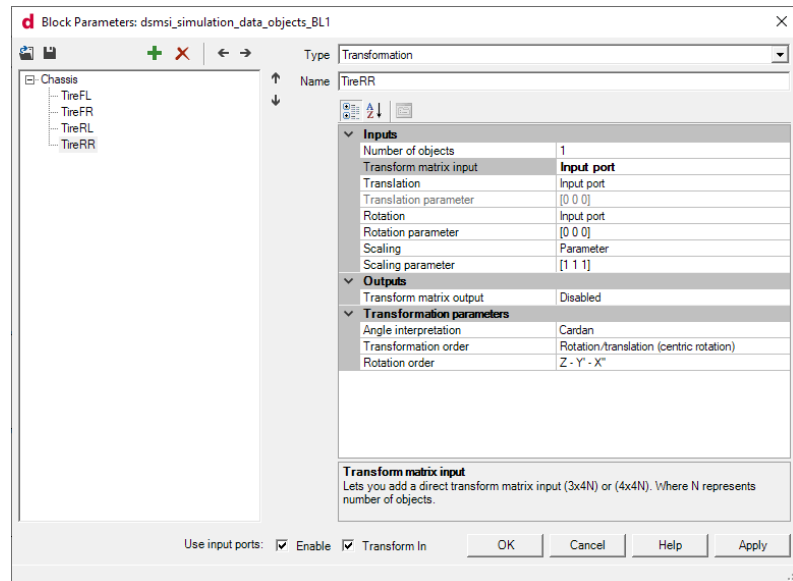 Block Parameters: dsmsi_simulation_data_objects_BL1
Type Transformation
Name TireRR
Chassis
TireFL
TireFR
TireRL
TireRR
Inputs
Number of objects 1
Transform matrix input Input port
Translation Input port
Translation parameter [0 0 0]
Rotation Input port
Rotation parameter [0 0 0]
Scaling Parameter
Scaling parameter [1 1 1]
Outputs
Transform matrix output Disabled
Transformation parameters
Angle interpretation Cardan
Transformation order Rotation/translation (centric rotation)
Rotation order Z - Y' - X''
Transform matrix input
Lets you add a direct transform matrix input (3x4N) or (4x4N). Where N represents
number of objects.
Use input ports: Enable Transform In OK Cancel Help Apply